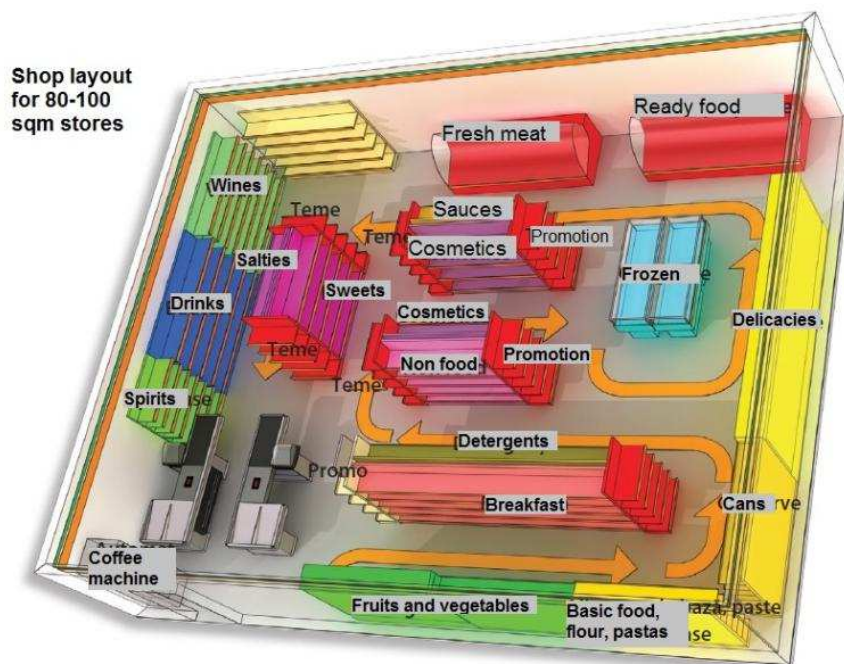 Shop layout
for 80-100
sqm stores
Ready food
Fresh meat
Wines
Teme
Sauces
Teme
Cosmetics
Promotion
Salties
Sweets
Frozen
Drinks
Cosmetics
Delicacies
Teme
Non food
Promotion
Teme
Spirits
Detergents
Promo
Breakfast
Cans
Coffee
machine
Fruits and vegetables
Basic food,
flour, pastas
paste